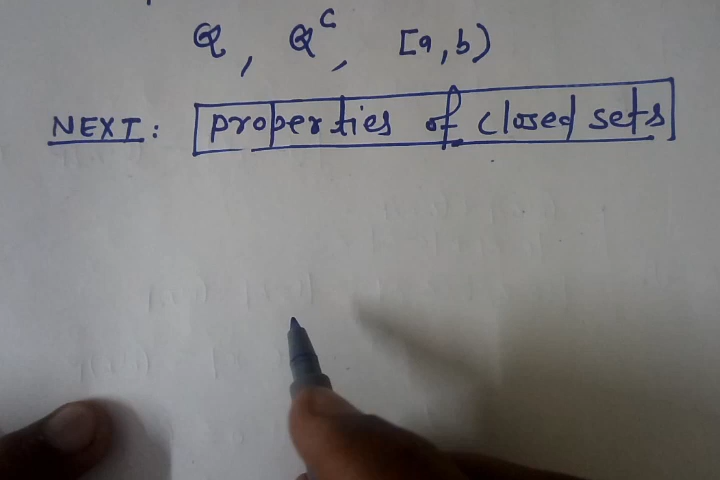 Q, Q^C, [a, b)
NEXT: Properties of closed sets